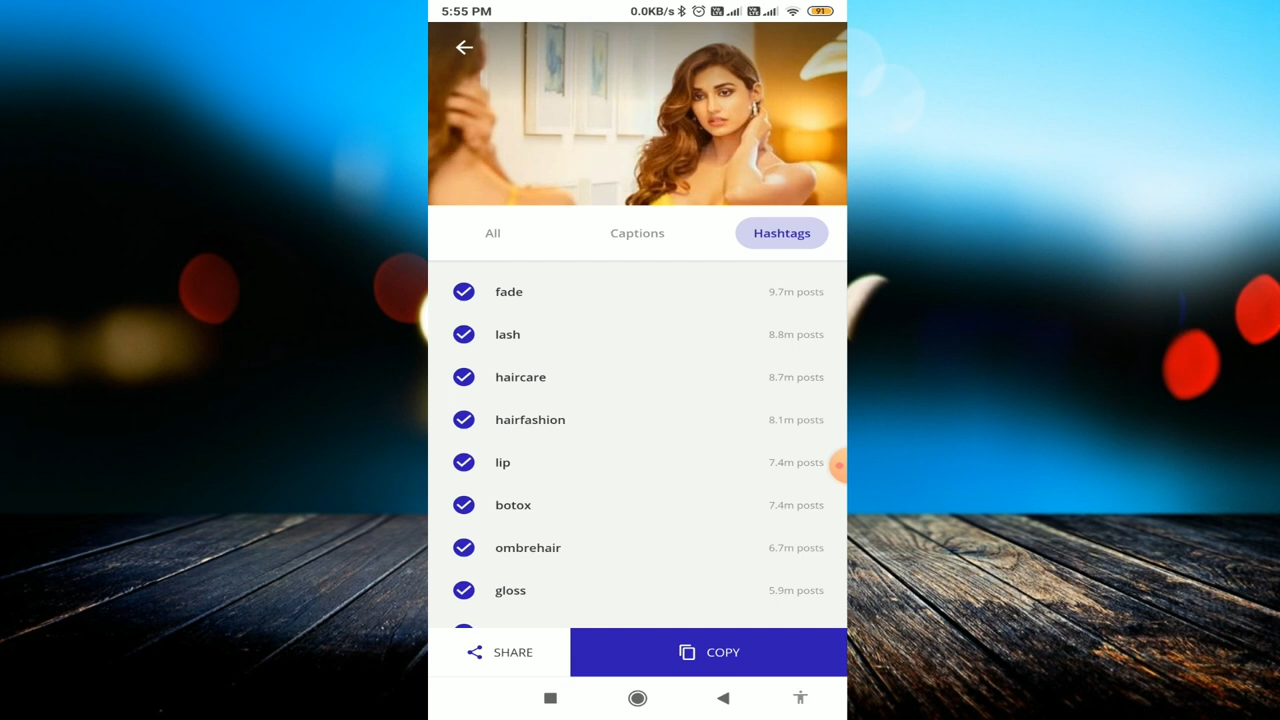 5:55 PM 0.0KB/s 91
All Captions Hashtags
fade 9.7m posts
lash 8.8m posts
haircare 8.7m posts
hairfashion 8.1m posts
lip 7.4m posts
botox 7.4m posts
ombrehair 6.7m posts
gloss 5.9m posts
SHARE COPY